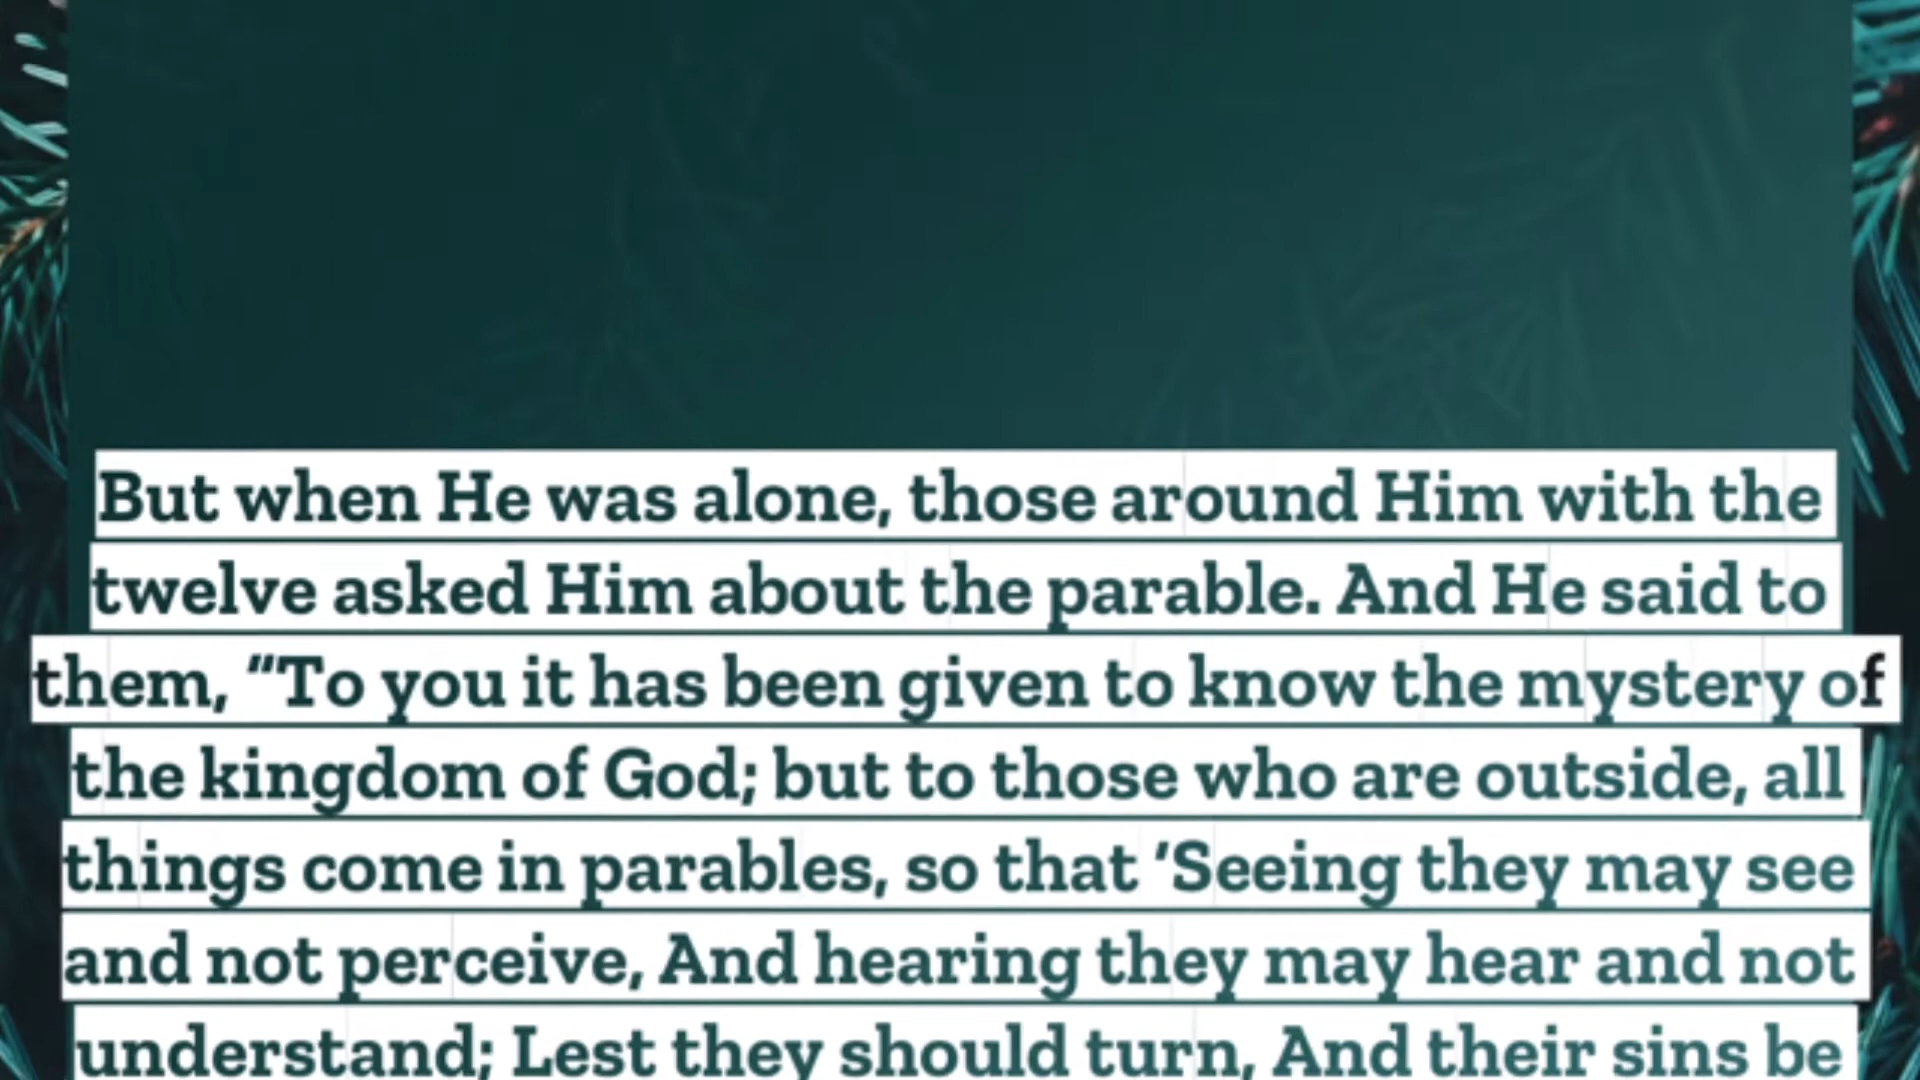 But when He was alone, those around Him with the
twelve asked Him about the parable. And He said to
them, “To you it has been given to know the mystery of
the kingdom of God; but to those who are outside, all
things come in parables, so that ‘Seeing they may see
and not perceive, And hearing they may hear and not
understand; Lest they should turn, And their sins be